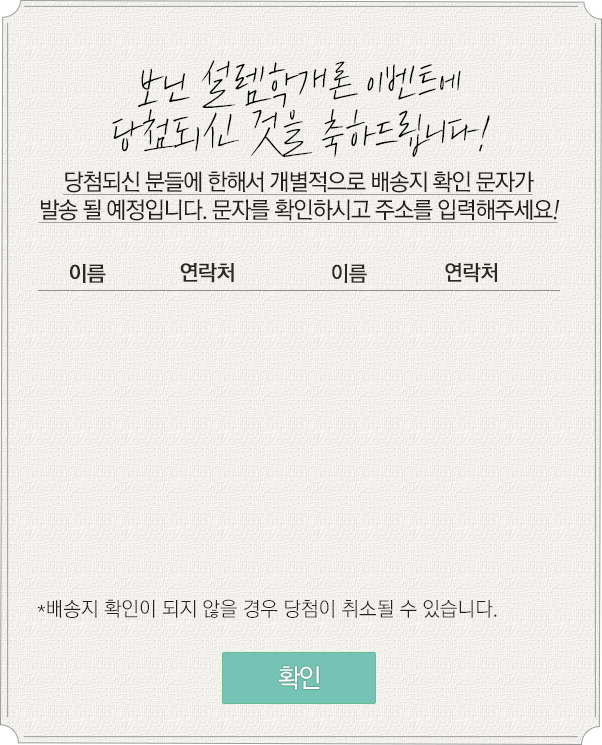 보닌 설렘학개론 이벤트에
당첨되신 것을 축하드립니다!
당첨되신 분들에 한해서 개별적으로 배송지 확인 문자가
발송 될 예정입니다. 문자를 확인하시고 주소를 입력해주세요!
이름 연락처 이름 연락처
*배송지 확인이 되지 않을 경우 당첨이 취소될 수 있습니다.
확인